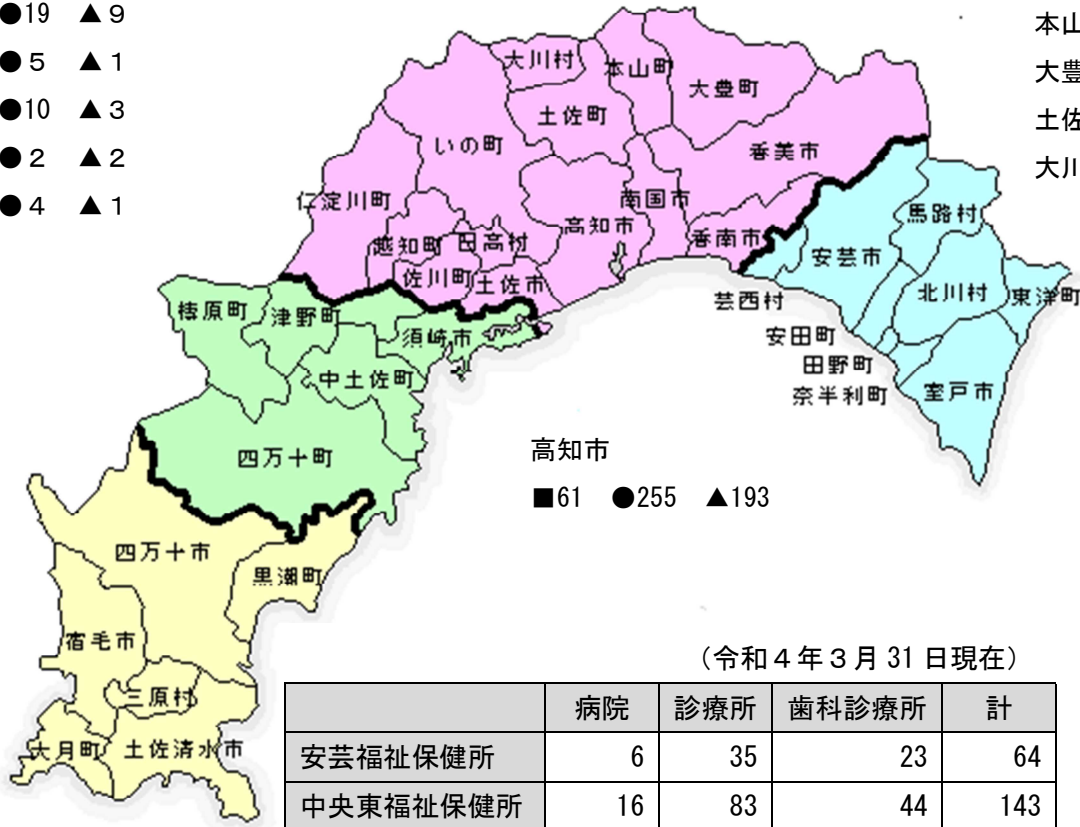 ●19 ▲9
●5 ▲1
●10 ▲3
●2 ▲2
●4 ▲1
本山
大豊
土佐
大川
大川村
本山町
大豊町
土佐町
いの町
香美市
仁淀川町
南国市
高知市
越知町
日高村
香南市
佐川町
土佐市
馬路村
安芸市
北川村
東洋町
芸西村
安田町
田野町
奈半利町
室戸市
梼原町
津野町
須崎市
中土佐町
四万十町
高知市
■61 ●255 ▲193
四万十市
黒潮町
宿毛市
三原村
大月町
土佐清水市
(令和4年3月31日現在)
病院 診療所 歯科診療所 計
安芸福祉保健所 6 35 23 64
中央東福祉保健所 16 83 44 143